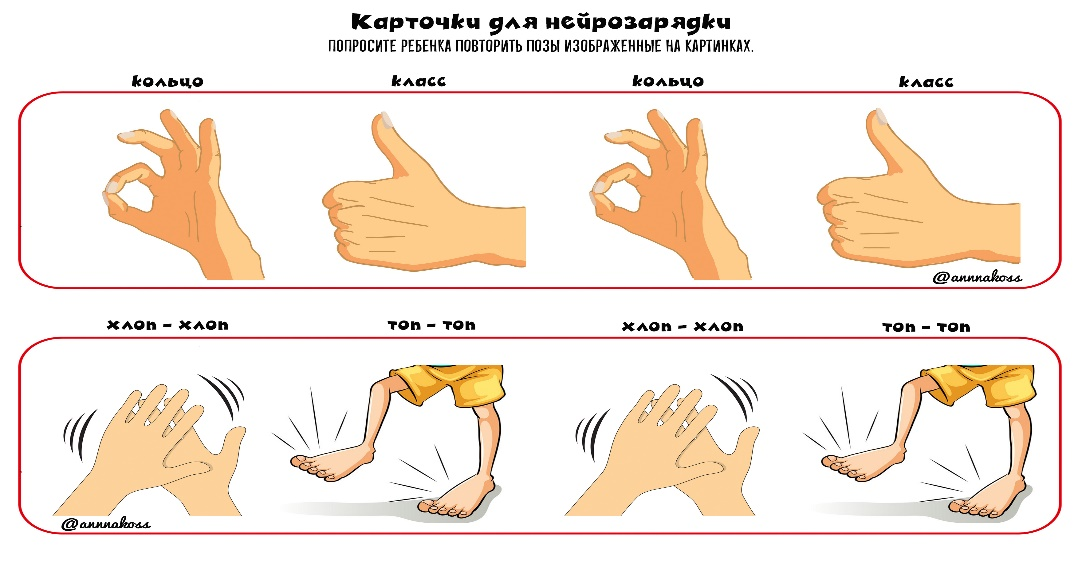 Карточки для нейрозарядки
ПОПРОСИТЕ РЕБЕНКА ПОВТОРИТЬ ПОЗЫ ИЗОБРАЖЕННЫЕ НА КАРТИНКАХ.
кольцо класс кольцо класс
@annnakoss
хлоп - хлоп топ - топ хлоп - хлоп топ - топ
@annnakoss